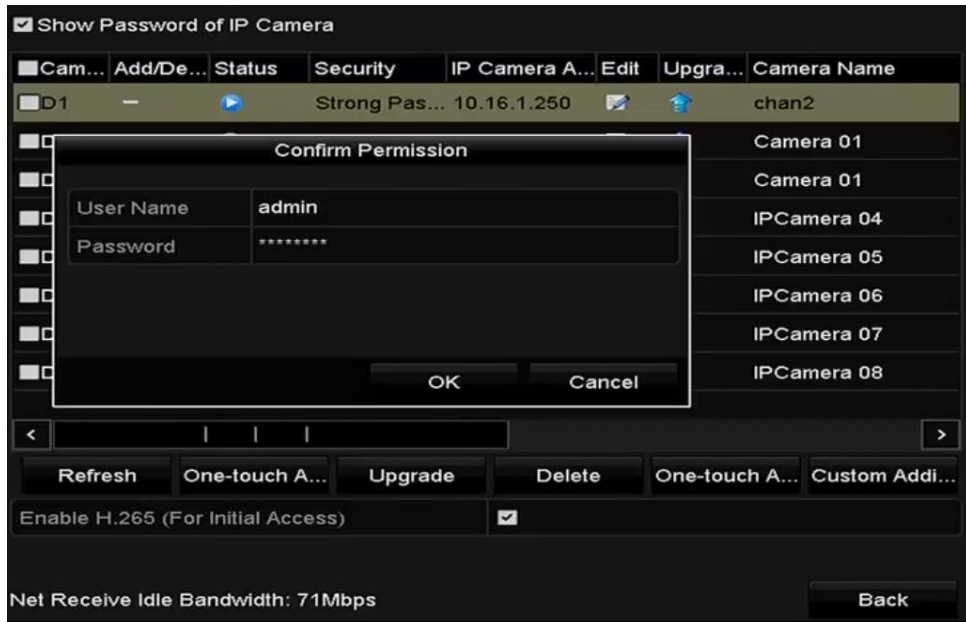 Show Password of IP Camera
Cam... Add/De... Status Security IP Camera A... Edit Upgra... Camera Name
D1 — Strong Pas... 10.16.1.250 chan2
Confirm Permission
D Camera 01
D Camera 01
User Name admin
D IPCamera 04
Password ********
D IPCamera 05
D IPCamera 06
D IPCamera 07
D IPCamera 08
OK Cancel
< >
Refresh One-touch A... Upgrade Delete One-touch A... Custom Addi...
Enable H.265 (For Initial Access)
Net Receive Idle Bandwidth: 71Mbps Back